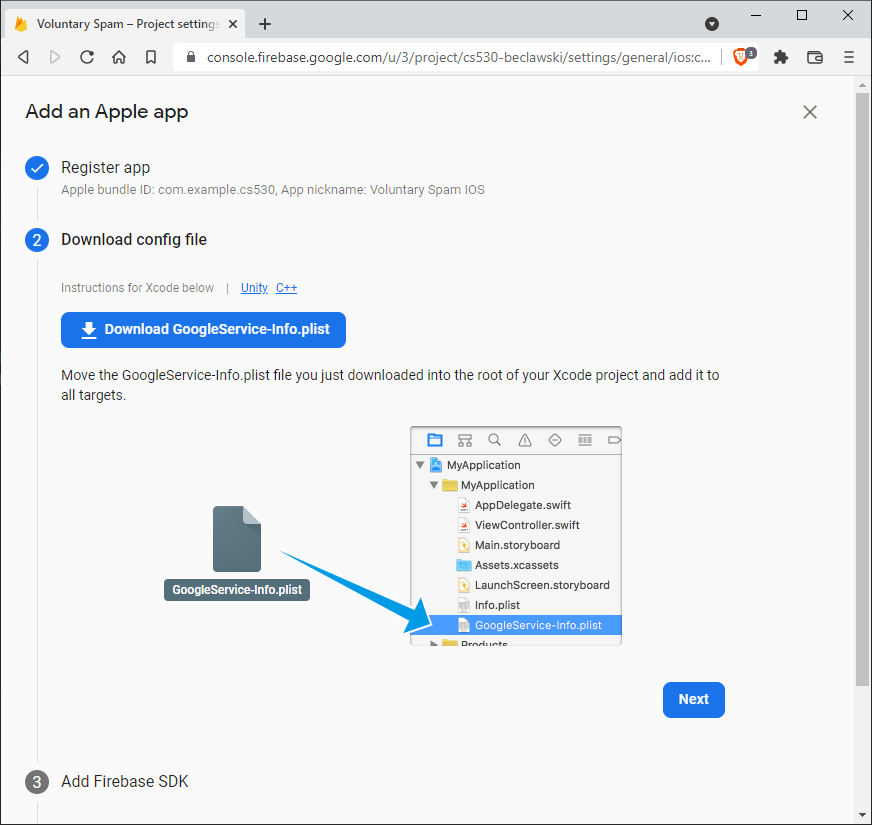 Voluntary Spam – Project settings
console.firebase.google.com/u/3/project/cs530-beclawski/settings/general/ios:c...
3
Add an Apple app
Register app
Apple bundle ID: com.example.cs530, App nickname: Voluntary Spam IOS
2 Download config file
Instructions for Xcode below | Unity C++
Download GoogleService-Info.plist
Move the GoogleService-Info.plist file you just downloaded into the root of your Xcode project and add it to
all targets.
GoogleService-Info.plist
MyApplication
MyApplication
AppDelegate.swift
ViewController.swift
Main.storyboard
Assets.xcassets
LaunchScreen.storyboard
Info.plist
GoogleService-Info.plist
Products
Next
3 Add Firebase SDK